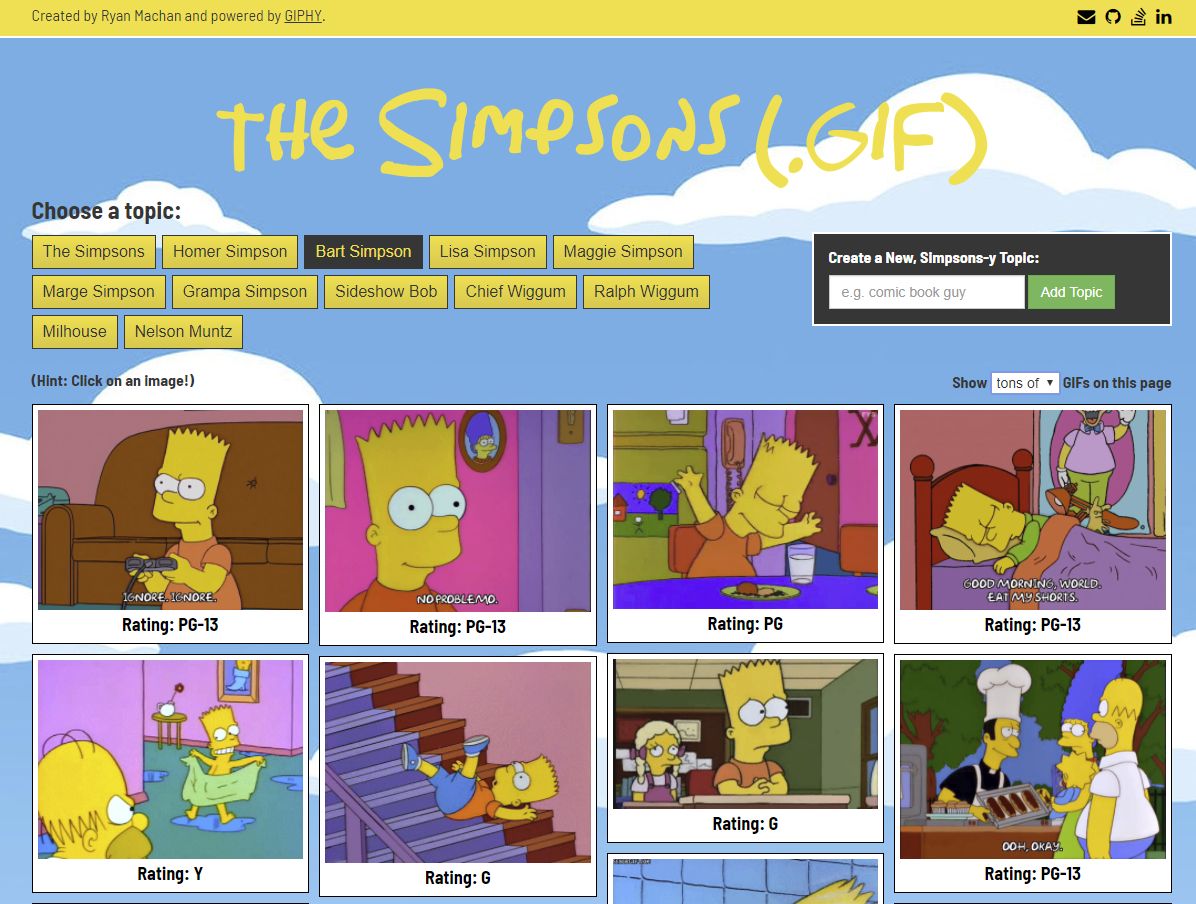 Created by Ryan Machan and powered by GIPHY.
the Simpsons (.GIF)
Choose a topic:
The Simpsons Homer Simpson Bart Simpson Lisa Simpson Maggie Simpson
Marge Simpson Grampa Simpson Sideshow Bob Chief Wiggum Ralph Wiggum
Milhouse Nelson Muntz
Create a New, Simpsons-y Topic:
e.g. comic book guy Add Topic
(Hint: Click on an image!)
Show tons of GIFs on this page
IGNORE. IGNORE.
Rating: PG-13
NO PROBLEMO.
Rating: PG-13
Rating: PG
GOOD MORNING, WORLD.
EAT MY SHORTS.
Rating: PG-13
Rating: Y
Rating: G
Rating: G
OOH, OKAY.
Rating: PG-13